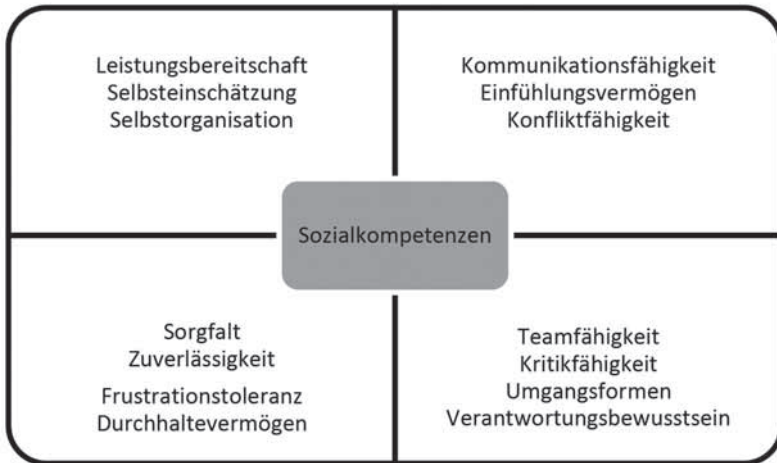 Leistungsbereitschaft
Selbsteinschätzung
Selbstorganisation
Kommunikationsfähigkeit
Einfühlungsvermögen
Konfliktfähigkeit
Sozialkompetenzen
Sorgfalt
Zuverlässigkeit
Frustrationstoleranz
Durchhaltevermögen
Teamfähigkeit
Kritikfähigkeit
Umgangsformen
Verantwortungsbewusstsein